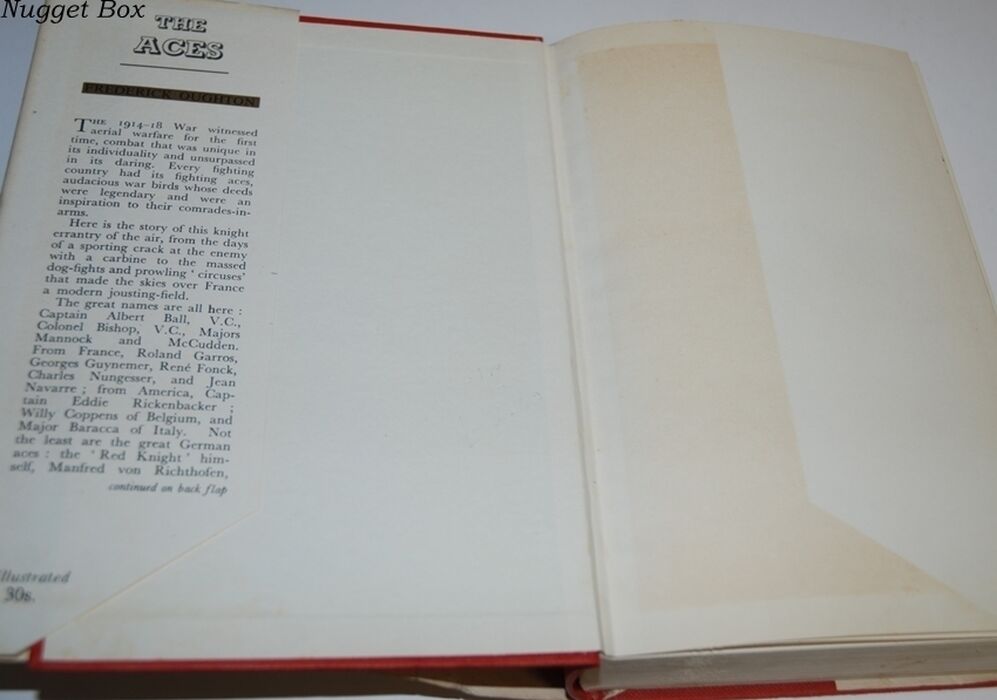 Nugget Box
THE
ACES
FREDERICK OUGHTON
THE 1914–18 War witnessed
aerial warfare for the first
time, combat that was unique in
its individuality and unsurpassed
in its daring. Every fighting
country had its fighting aces,
audacious war birds whose deeds
were legendary and were an
inspiration to their comrades-in-
arms.
Here is the story of this knight
errantry of the air, from the days
of a sporting crack at the enemy
with a carbine to the massed
dog-fights and prowling ‘circuses’
that made the skies over France
a modern jousting-field.
The great names are all here :
Captain Albert Ball, V.C.,
Colonel Bishop, V.C., Majors
Mannock and McCudden.
From France, Roland Garros,
Georges Guynemer, René Fonck,
Charles Nungesser, and Jean
Navarre ; from America, Cap-
tain Eddie Rickenbacker ;
Willy Coppens of Belgium, and
Major Baracca of Italy. Not
the least are the great German
aces : the ‘Red Knight’ him-
self, Manfred von Richthofen,
continued on back flap
Illustrated
30s.